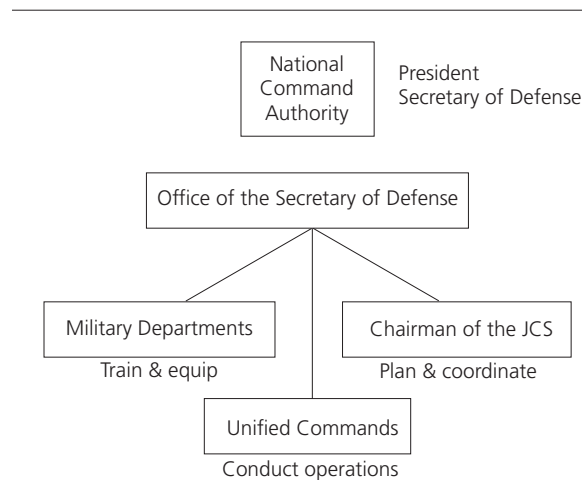 National
Command
Authority
President
Secretary of Defense
Office of the Secretary of Defense
Military Departments
Chairman of the JCS
Train & equip
Plan & coordinate
Unified Commands
Conduct operations